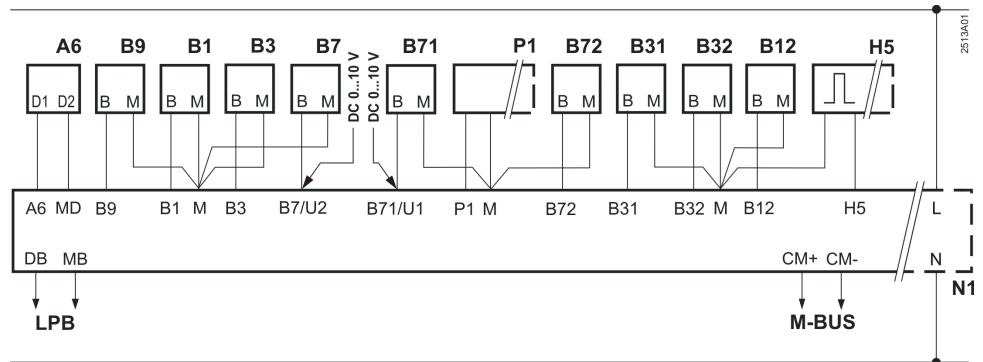 2513A01
A6 B9 B1 B3 B7 DC 0...10 V DC 0...10 V B71 P1 B72 B31 B32 B12 H5
D1 D2 B M B M B M B M B M B M B M B M B M
A6 MD B9 B1 M B3 B7/U2 B71/U1 P1 M B72 B31 B32 M B12 H5 L
DB MB CM+ CM- N
N1
LPB M-BUS